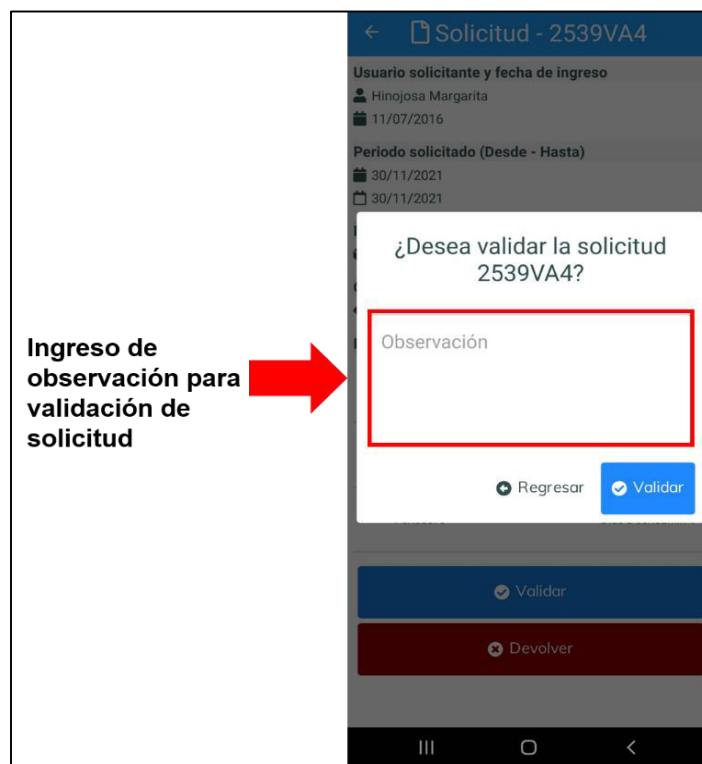 Solicitud - 2539VA4
Usuario solicitante y fecha de ingreso
Hinojosa Margarita
11/07/2016
Periodo solicitado (Desde - Hasta)
30/11/2021
30/11/2021
¿Desea validar la solicitud
2539VA4?
Observación
Ingreso de
observación para
validación de
solicitud
Regresar
Validar
Validar
Devolver